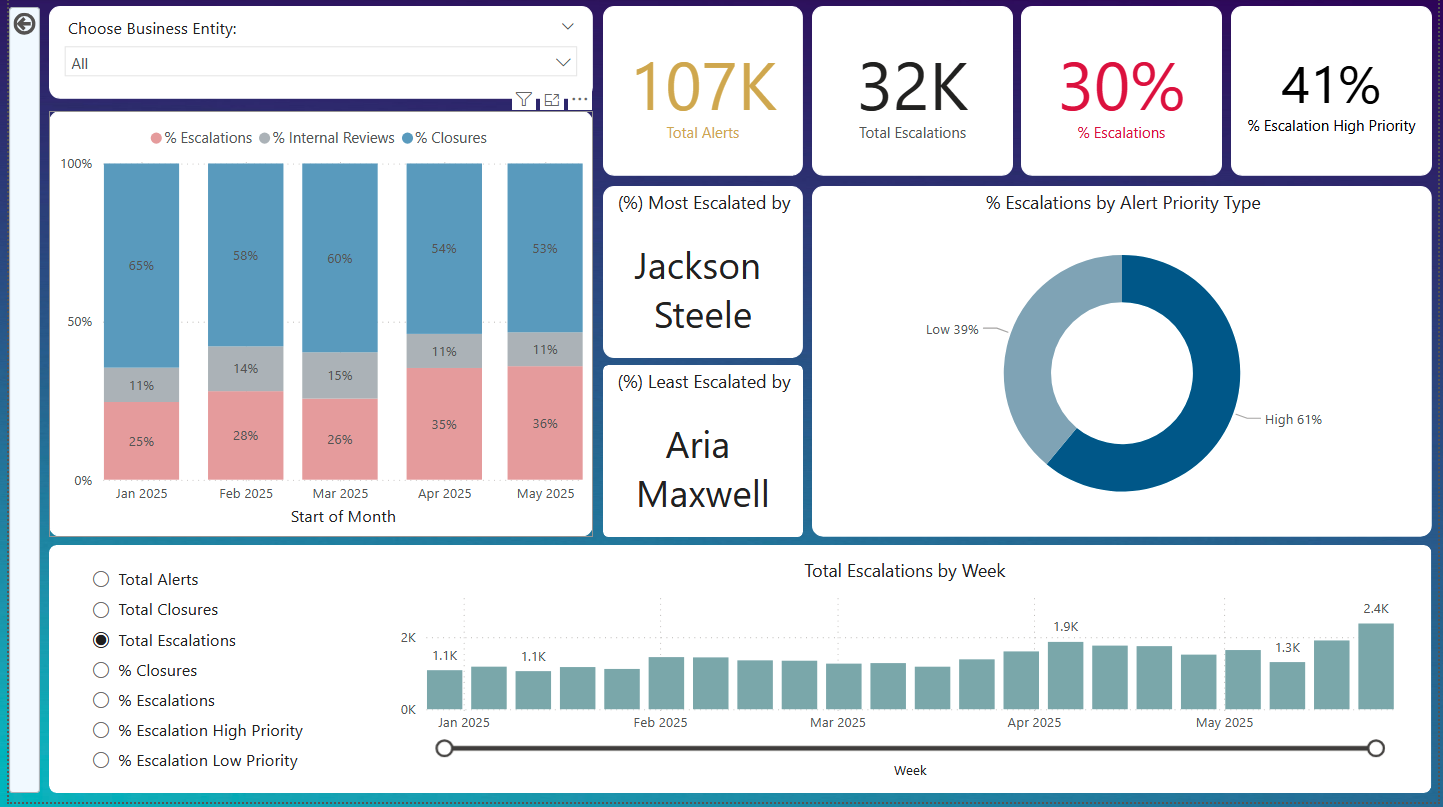 Choose Business Entity:
All
107K
Total Alerts
32K
Total Escalations
30%
% Escalations
41%
% Escalation High Priority
% Escalations % Internal Reviews % Closures
100%
50%
0%
65%
58%
60%
54%
53%
11%
14%
15%
11%
11%
25%
28%
26%
35%
36%
Jan 2025
Feb 2025
Mar 2025
Apr 2025
May 2025
Start of Month
(%) Most Escalated by
Jackson
Steele
(%) Least Escalated by
Aria
Maxwell
% Escalations by Alert Priority Type
Low 39%
High 61%
Total Alerts
Total Closures
Total Escalations
% Closures
% Escalations
% Escalation High Priority
% Escalation Low Priority
Total Escalations by Week
2K
0K
1.1K
1.1K
1.9K
1.3K
2.4K
Jan 2025
Feb 2025
Mar 2025
Apr 2025
May 2025
Week